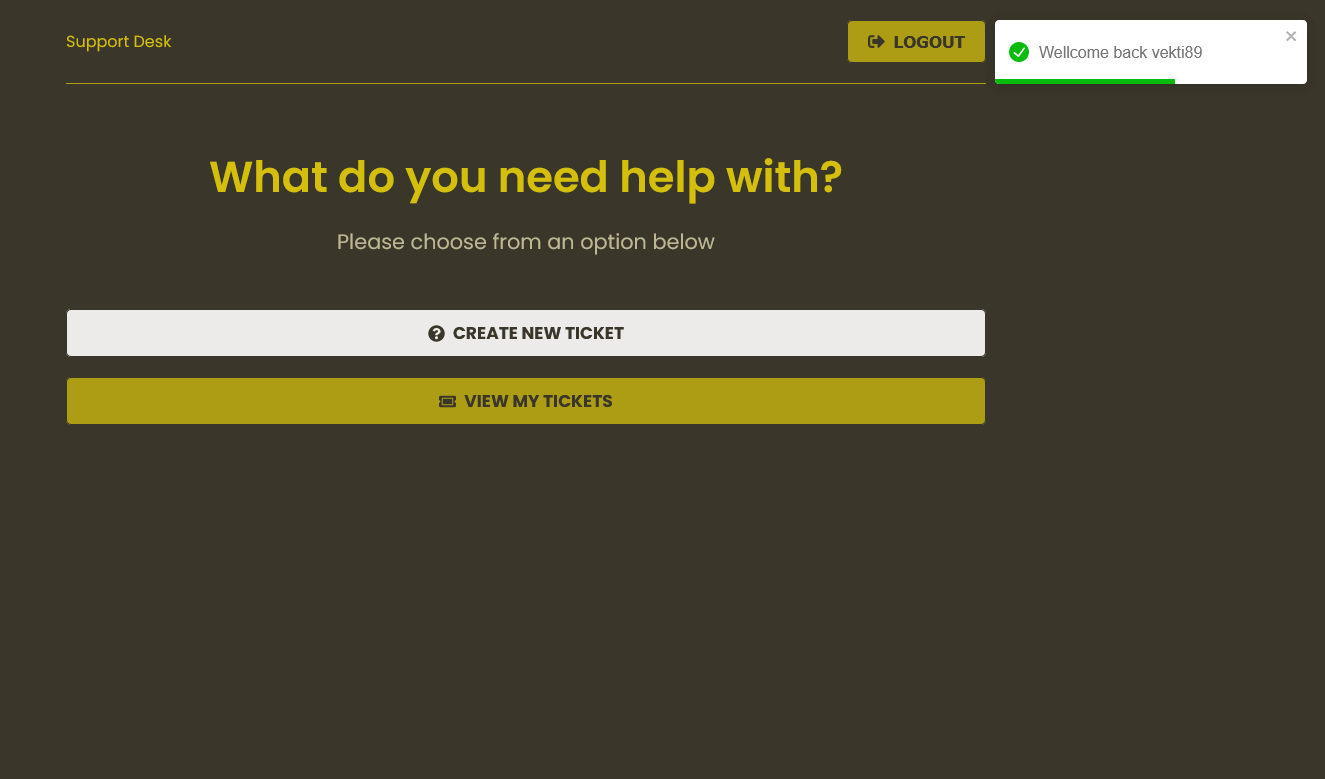 Support Desk
LOGOUT
Wellcome back vekti89
What do you need help with?
Please choose from an option below
CREATE NEW TICKET
VIEW MY TICKETS